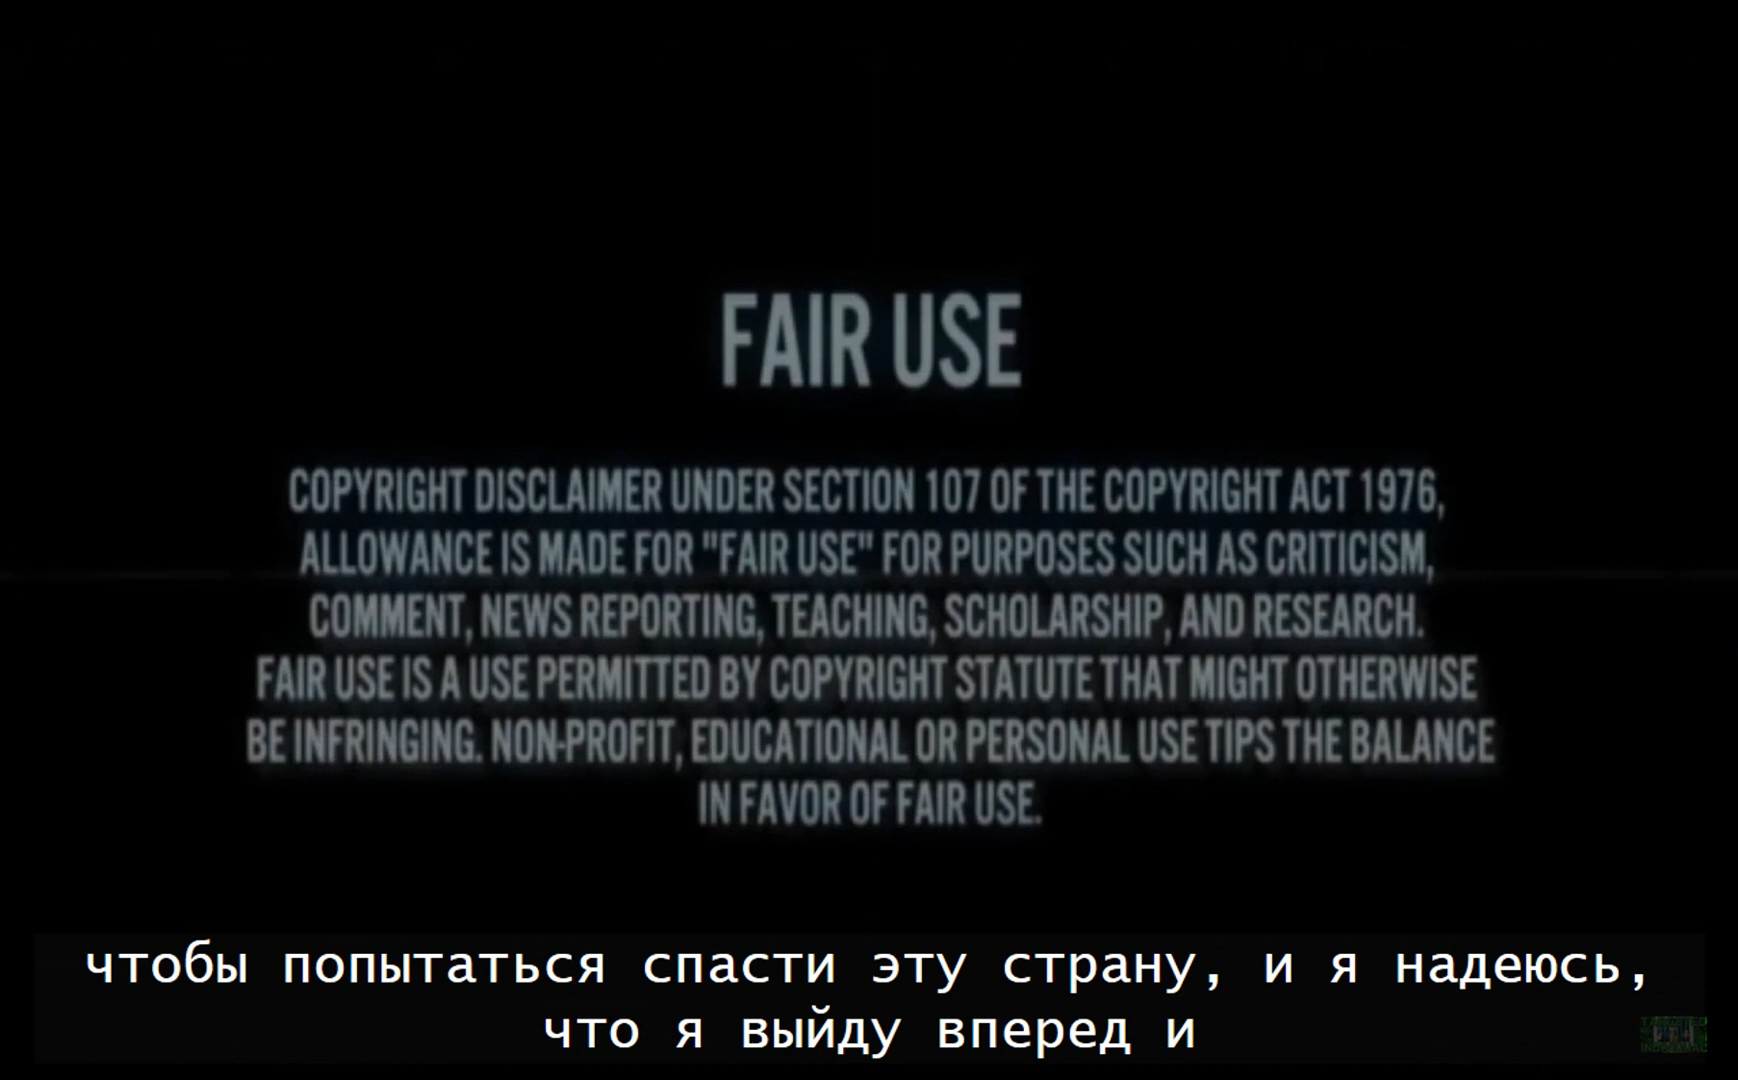 FAIR USE
COPYRIGHT DISCLAIMER UNDER SECTION 107 OF THE COPYRIGHT ACT 1976,
ALLOWANCE IS MADE FOR "FAIR USE" FOR PURPOSES SUCH AS CRITICISM,
COMMENT, NEWS REPORTING, TEACHING, SCHOLARSHIP, AND RESEARCH.
FAIR USE IS A USE PERMITTED BY COPYRIGHT STATUTE THAT MIGHT OTHERWISE
BE INFRINGING. NON-PROFIT, EDUCATIONAL OR PERSONAL USE TIPS THE BALANCE
IN FAVOR OF FAIR USE.
чтобы попытаться спасти эту страну, и я надеюсь,
что я выйду вперед и